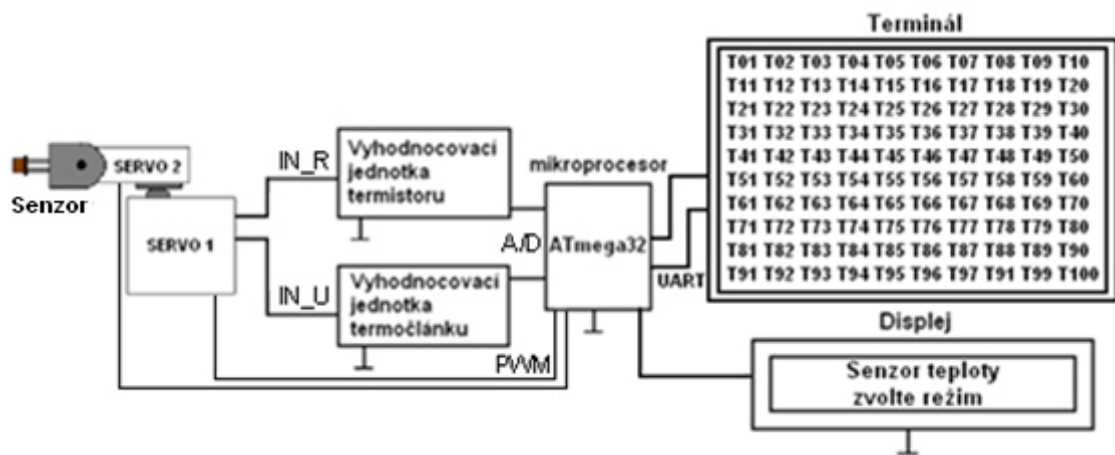 Terminál
T01 T02 T03 T04 T05 T06 T07 T08 T09 T10
T11 T12 T13 T14 T15 T16 T17 T18 T19 T20
T21 T22 T23 T24 T25 T26 T27 T28 T29 T30
T31 T32 T33 T34 T35 T36 T37 T38 T39 T40
T41 T42 T43 T44 T45 T46 T47 T48 T49 T50
T51 T52 T53 T54 T55 T56 T57 T58 T59 T60
T61 T62 T63 T64 T65 T66 T67 T68 T69 T70
T71 T72 T73 T74 T75 T76 T77 T78 T79 T80
T81 T82 T83 T84 T85 T86 T87 T88 T89 T90
T91 T92 T93 T94 T95 T96 T97 T91 T99 T100
SERVO 2
Senzor
SERVO 1
IN_R
IN_U
Vyhodnocovací
jednotka
termistoru
A/D
Vyhodnocovací
jednotka
termočlánku
PWM
mikroprocesor
ATmega32
UART
Displej
Senzor teploty
zvolte režim